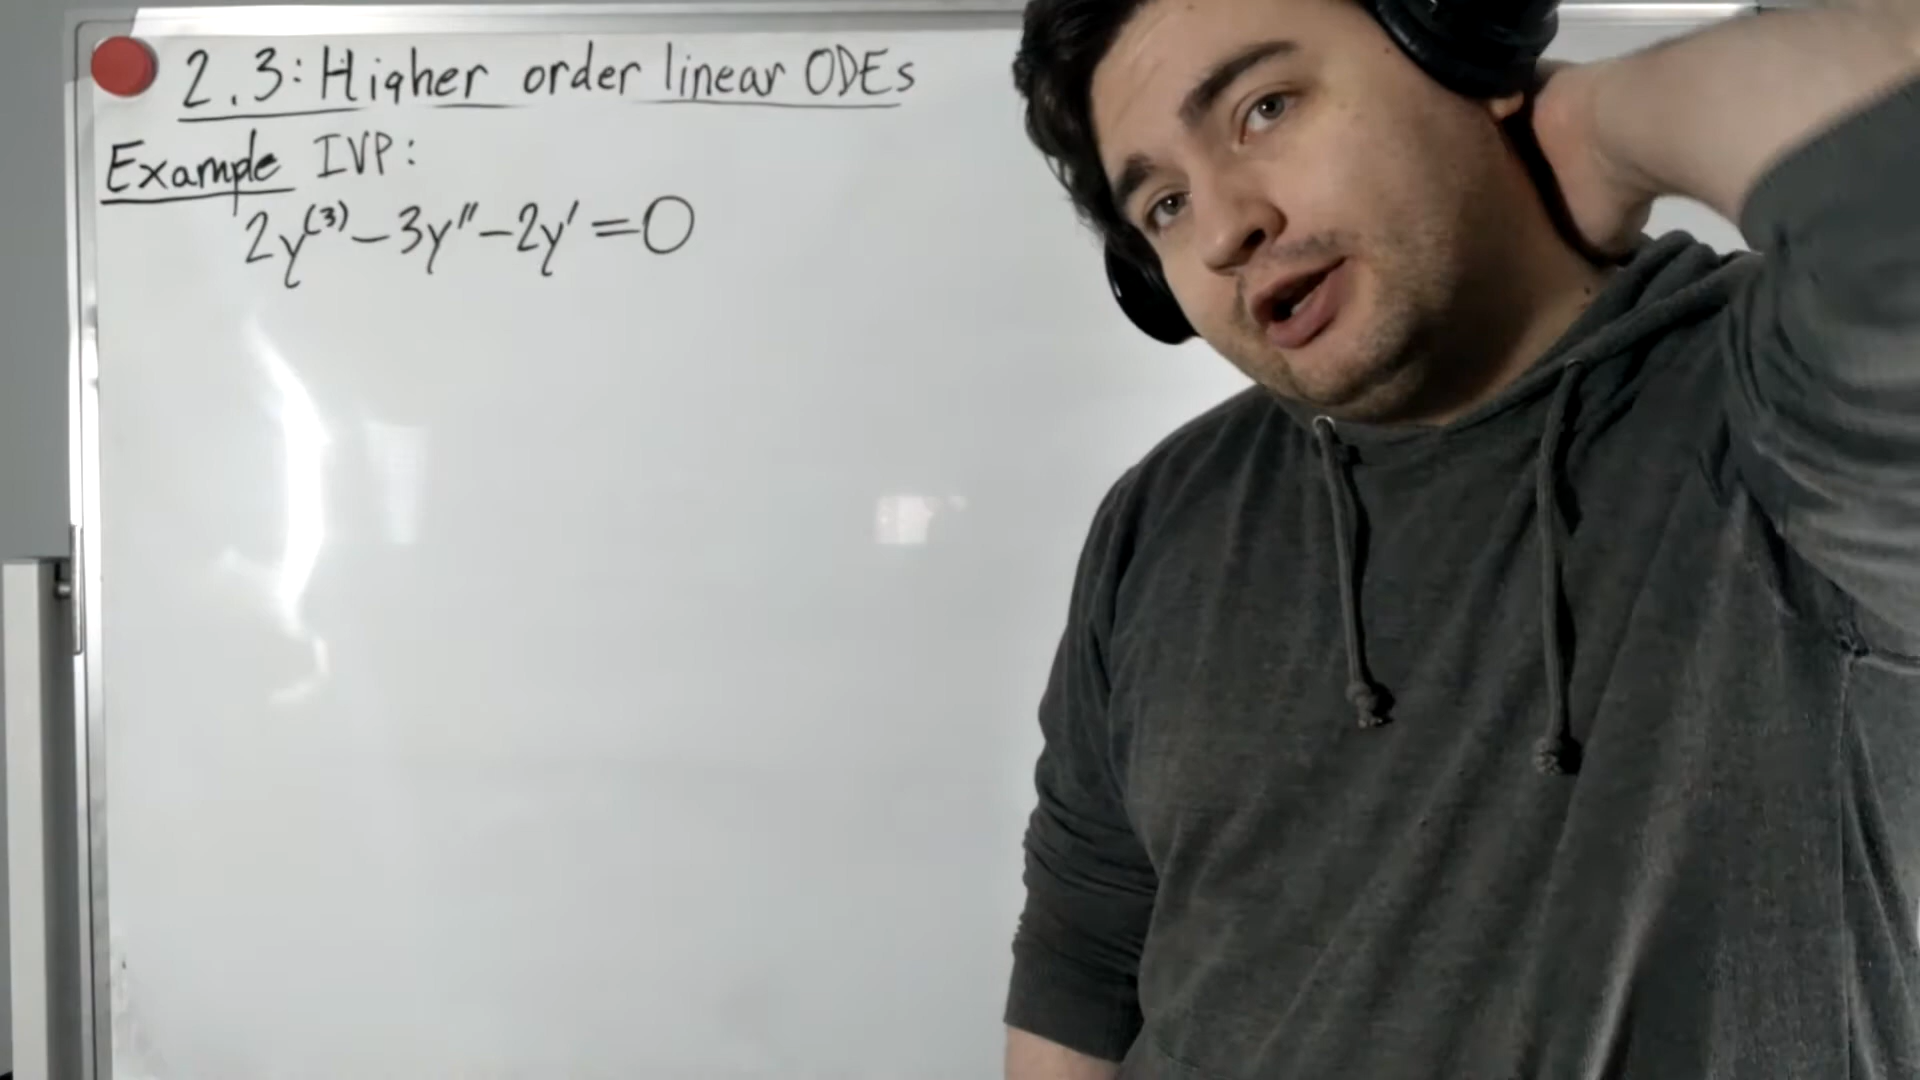 2.3: Higher order linear ODEs
Example IVP:
2y⁽³⁾ − 3y″ − 2y′ = 0